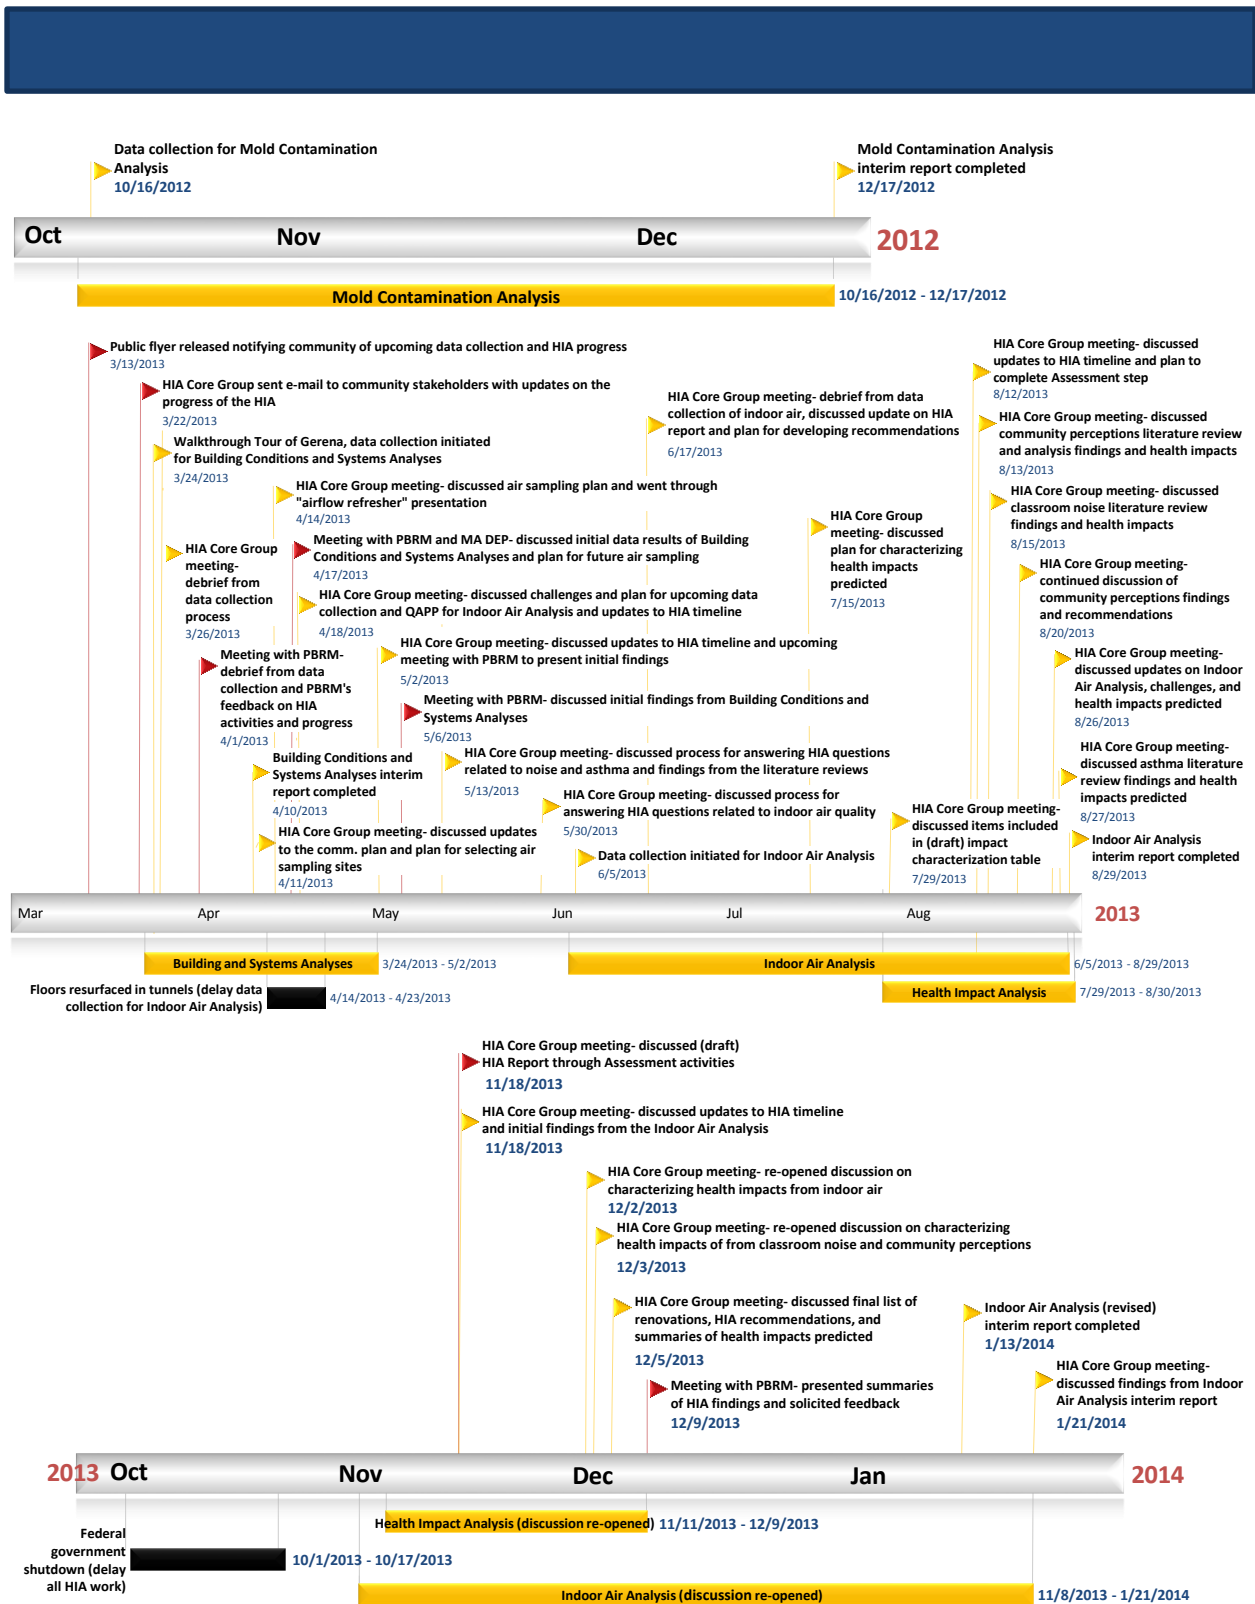 Data collection for Mold Contamination
Analysis
10/16/2012
Mold Contamination Analysis
interim report completed
12/17/2012
Oct
Nov
Dec
2012
Mold Contamination Analysis
10/16/2012 - 12/17/2012
Public flyer released notifying community of upcoming data collection and HIA progress
3/13/2013
HIA Core Group sent e-mail to community stakeholders with updates on the
progress of the HIA
3/22/2013
Walkthrough Tour of Gerena, data collection initiated
for Building Conditions and Systems Analyses
3/24/2013
HIA Core Group
meeting-
debrief from
data collection
process
3/26/2013
Meeting with PBRM-
debrief from data
collection and PBRM's
feedback on HIA
activities and progress
4/1/2013
Building Conditions and
Systems Analyses interim
report completed
4/10/2013
HIA Core Group meeting- discussed updates
to the comm. plan and plan for selecting air
sampling sites
4/11/2013
HIA Core Group meeting- discussed air sampling plan and went through
"airflow refresher" presentation
4/14/2013
Meeting with PBRM and MA DEP- discussed initial data results of Building
Conditions and Systems Analyses and plan for future air sampling
4/17/2013
HIA Core Group meeting- discussed challenges and plan for upcoming data
collection and QAPP for Indoor Air Analysis and updates to HIA timeline
4/18/2013
HIA Core Group meeting- discussed updates to HIA timeline and upcoming
meeting with PBRM to present initial findings
5/2/2013
Meeting with PBRM- discussed initial findings from Building Conditions and
Systems Analyses
5/6/2013
HIA Core Group meeting- discussed process for answering HIA questions
related to noise and asthma and findings from the literature reviews
5/13/2013
HIA Core Group meeting- discussed process for
answering HIA questions related to indoor air quality
5/30/2013
Data collection initiated for Indoor Air Analysis
6/5/2013
HIA Core Group meeting- debrief from data
collection of indoor air, discussed update on HIA
report and plan for developing recommendations
6/17/2013
HIA Core Group
meeting- discussed
plan for characterizing
health impacts
predicted
7/15/2013
HIA Core Group meeting-
discussed items included
in (draft) impact
characterization table
7/29/2013
HIA Core Group meeting- discussed
updates to HIA timeline and plan to
complete Assessment step
8/12/2013
HIA Core Group meeting- discussed
community perceptions literature review
and analysis findings and health impacts
8/13/2013
HIA Core Group meeting- discussed
classroom noise literature review
findings and health impacts
8/15/2013
HIA Core Group meeting-
continued discussion of
community perceptions findings
and recommendations
8/20/2013
HIA Core Group meeting-
discussed updates on Indoor
Air Analysis, challenges, and
health impacts predicted
8/26/2013
HIA Core Group meeting-
discussed asthma literature
review findings and health
impacts predicted
8/27/2013
Indoor Air Analysis
interim report completed
8/29/2013
Mar
Apr
May
Jun
Jul
Aug
2013
Building and Systems Analyses
3/24/2013 - 5/2/2013
Indoor Air Analysis
6/5/2013 - 8/29/2013
Floors resurfaced in tunnels (delay data
collection for Indoor Air Analysis)
4/14/2013 - 4/23/2013
Health Impact Analysis
7/29/2013 - 8/30/2013
HIA Core Group meeting- discussed (draft)
HIA Report through Assessment activities
11/18/2013
HIA Core Group meeting- discussed updates to HIA timeline
and initial findings from the Indoor Air Analysis
11/18/2013
HIA Core Group meeting- re-opened discussion on
characterizing health impacts from indoor air
12/2/2013
HIA Core Group meeting- re-opened discussion on characterizing
health impacts of from classroom noise and community perceptions
12/3/2013
HIA Core Group meeting- discussed final list of
renovations, HIA recommendations, and
summaries of health impacts predicted
12/5/2013
Meeting with PBRM- presented summaries
of HIA findings and solicited feedback
12/9/2013
Indoor Air Analysis (revised)
interim report completed
1/13/2014
HIA Core Group meeting-
discussed findings from Indoor
Air Analysis interim report
1/21/2014
2013
Oct
Nov
Dec
Jan
2014
Health Impact Analysis (discussion re-opened)
11/11/2013 - 12/9/2013
Federal
government
shutdown (delay
all HIA work)
10/1/2013 - 10/17/2013
Indoor Air Analysis (discussion re-opened)
11/8/2013 - 1/21/2014